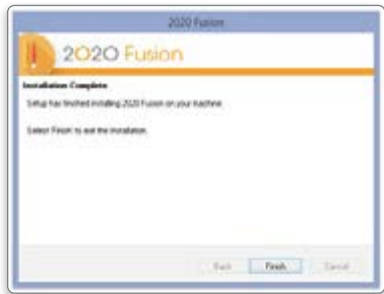 2020 Fusion
2020 Fusion
Installation Complete
Setup has finished installing 2020 Fusion on your machine.
Select 'Finish' to exit the installation.
Back Finish Cancel